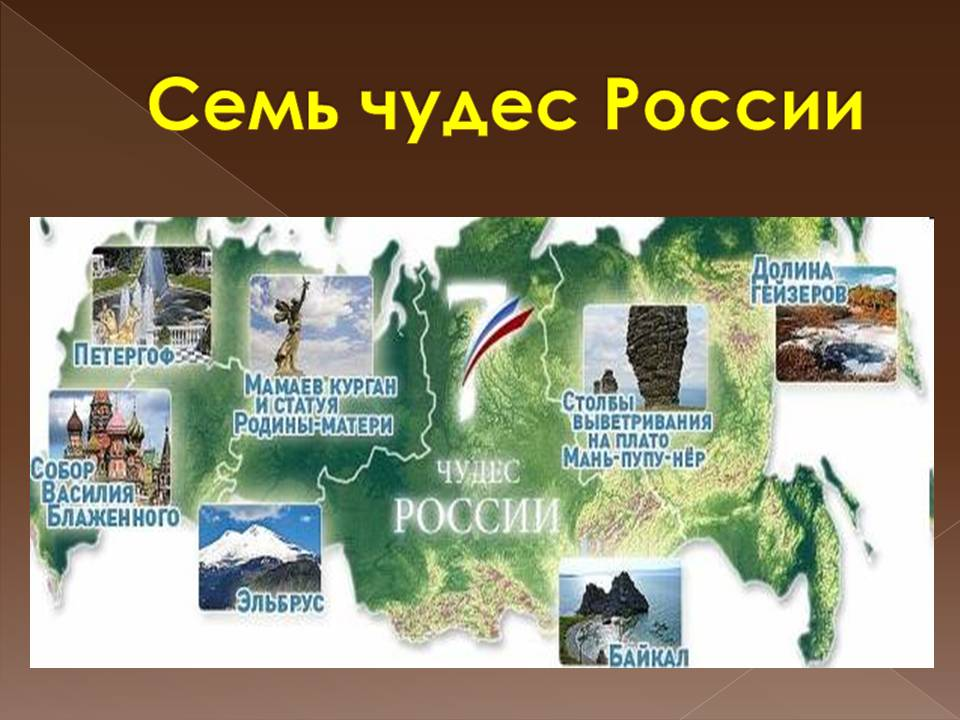 Семь чудес России
Петергоф
Мамаев курган
и статуя
Родины-матери
7
Столбы
выветривания
на плато
Мань-пупу-нёр
Долина
гейзеров
Собор
Василия
Блаженного
чудес
России
Эльбрус
Байкал